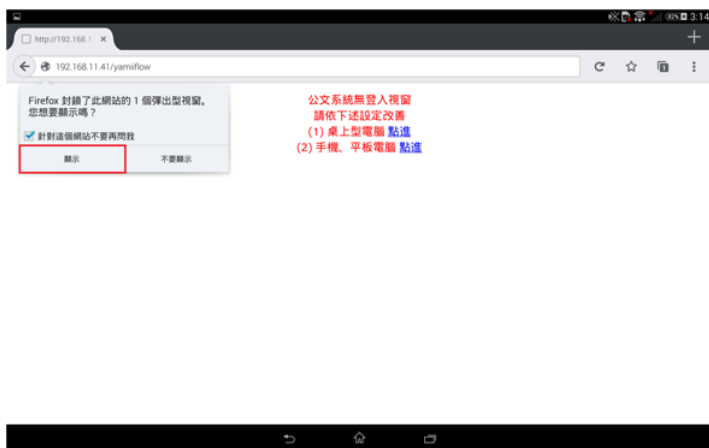 82% 3:14
http://192.168.1
192.168.11.41/yamiflow
Firefox 封鎖了此網站的 1 個彈出型視窗。
您想要顯示嗎？
針對這個網站不要再問我
顯示
不要顯示
公文系統無登入視窗
請依下述設定改善
(1) 桌上型電腦 點進
(2) 手機、平板電腦 點進